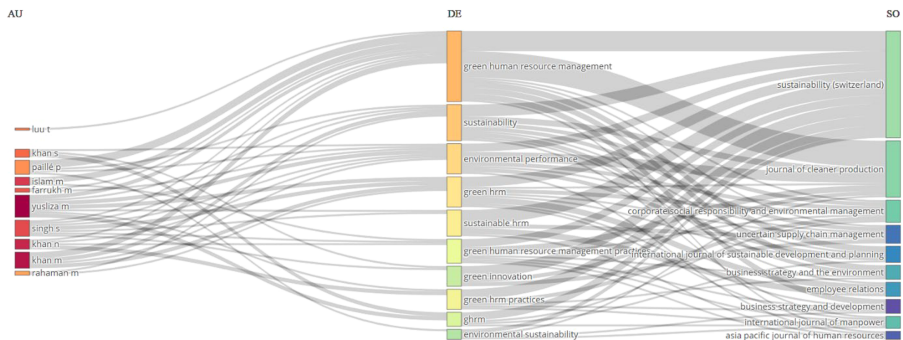 AU
DE
SO
luu t
khan s
paillé p
islam m
farrukh m
yusliza m
singh s
khan n
khan m
rahaman m
green human resource management
sustainability
environmental performance
green hrm
sustainable hrm
green human resource management practices
green innovation
green hrm practices
ghrm
environmental sustainability
sustainability (switzerland)
journal of cleaner production
corporate social responsibility and environmental management
uncertain supply chain management
international journal of sustainable development and planning
business strategy and the environment
employee relations
business strategy and development
international journal of manpower
asia pacific journal of human resources